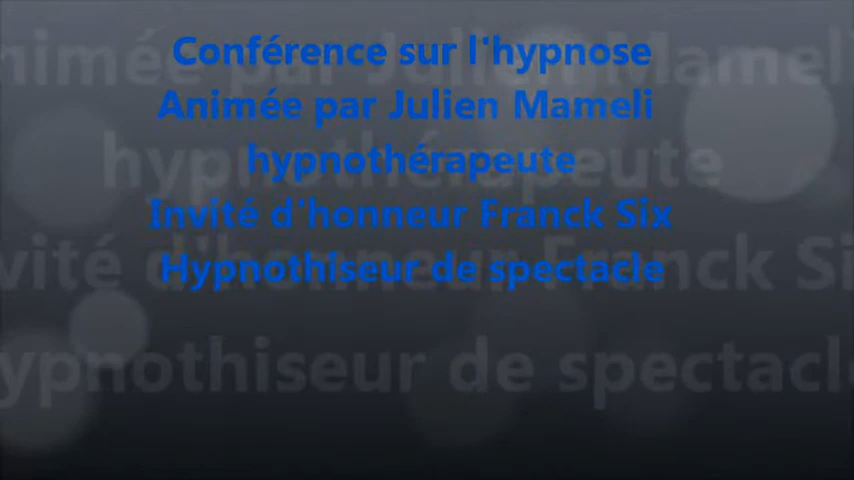 Conférence sur l'hypnose
Animée par Julien Mameli
hypnothérapeute
Invité d'honneur Franck Six
Hypnothiseur de spectacle